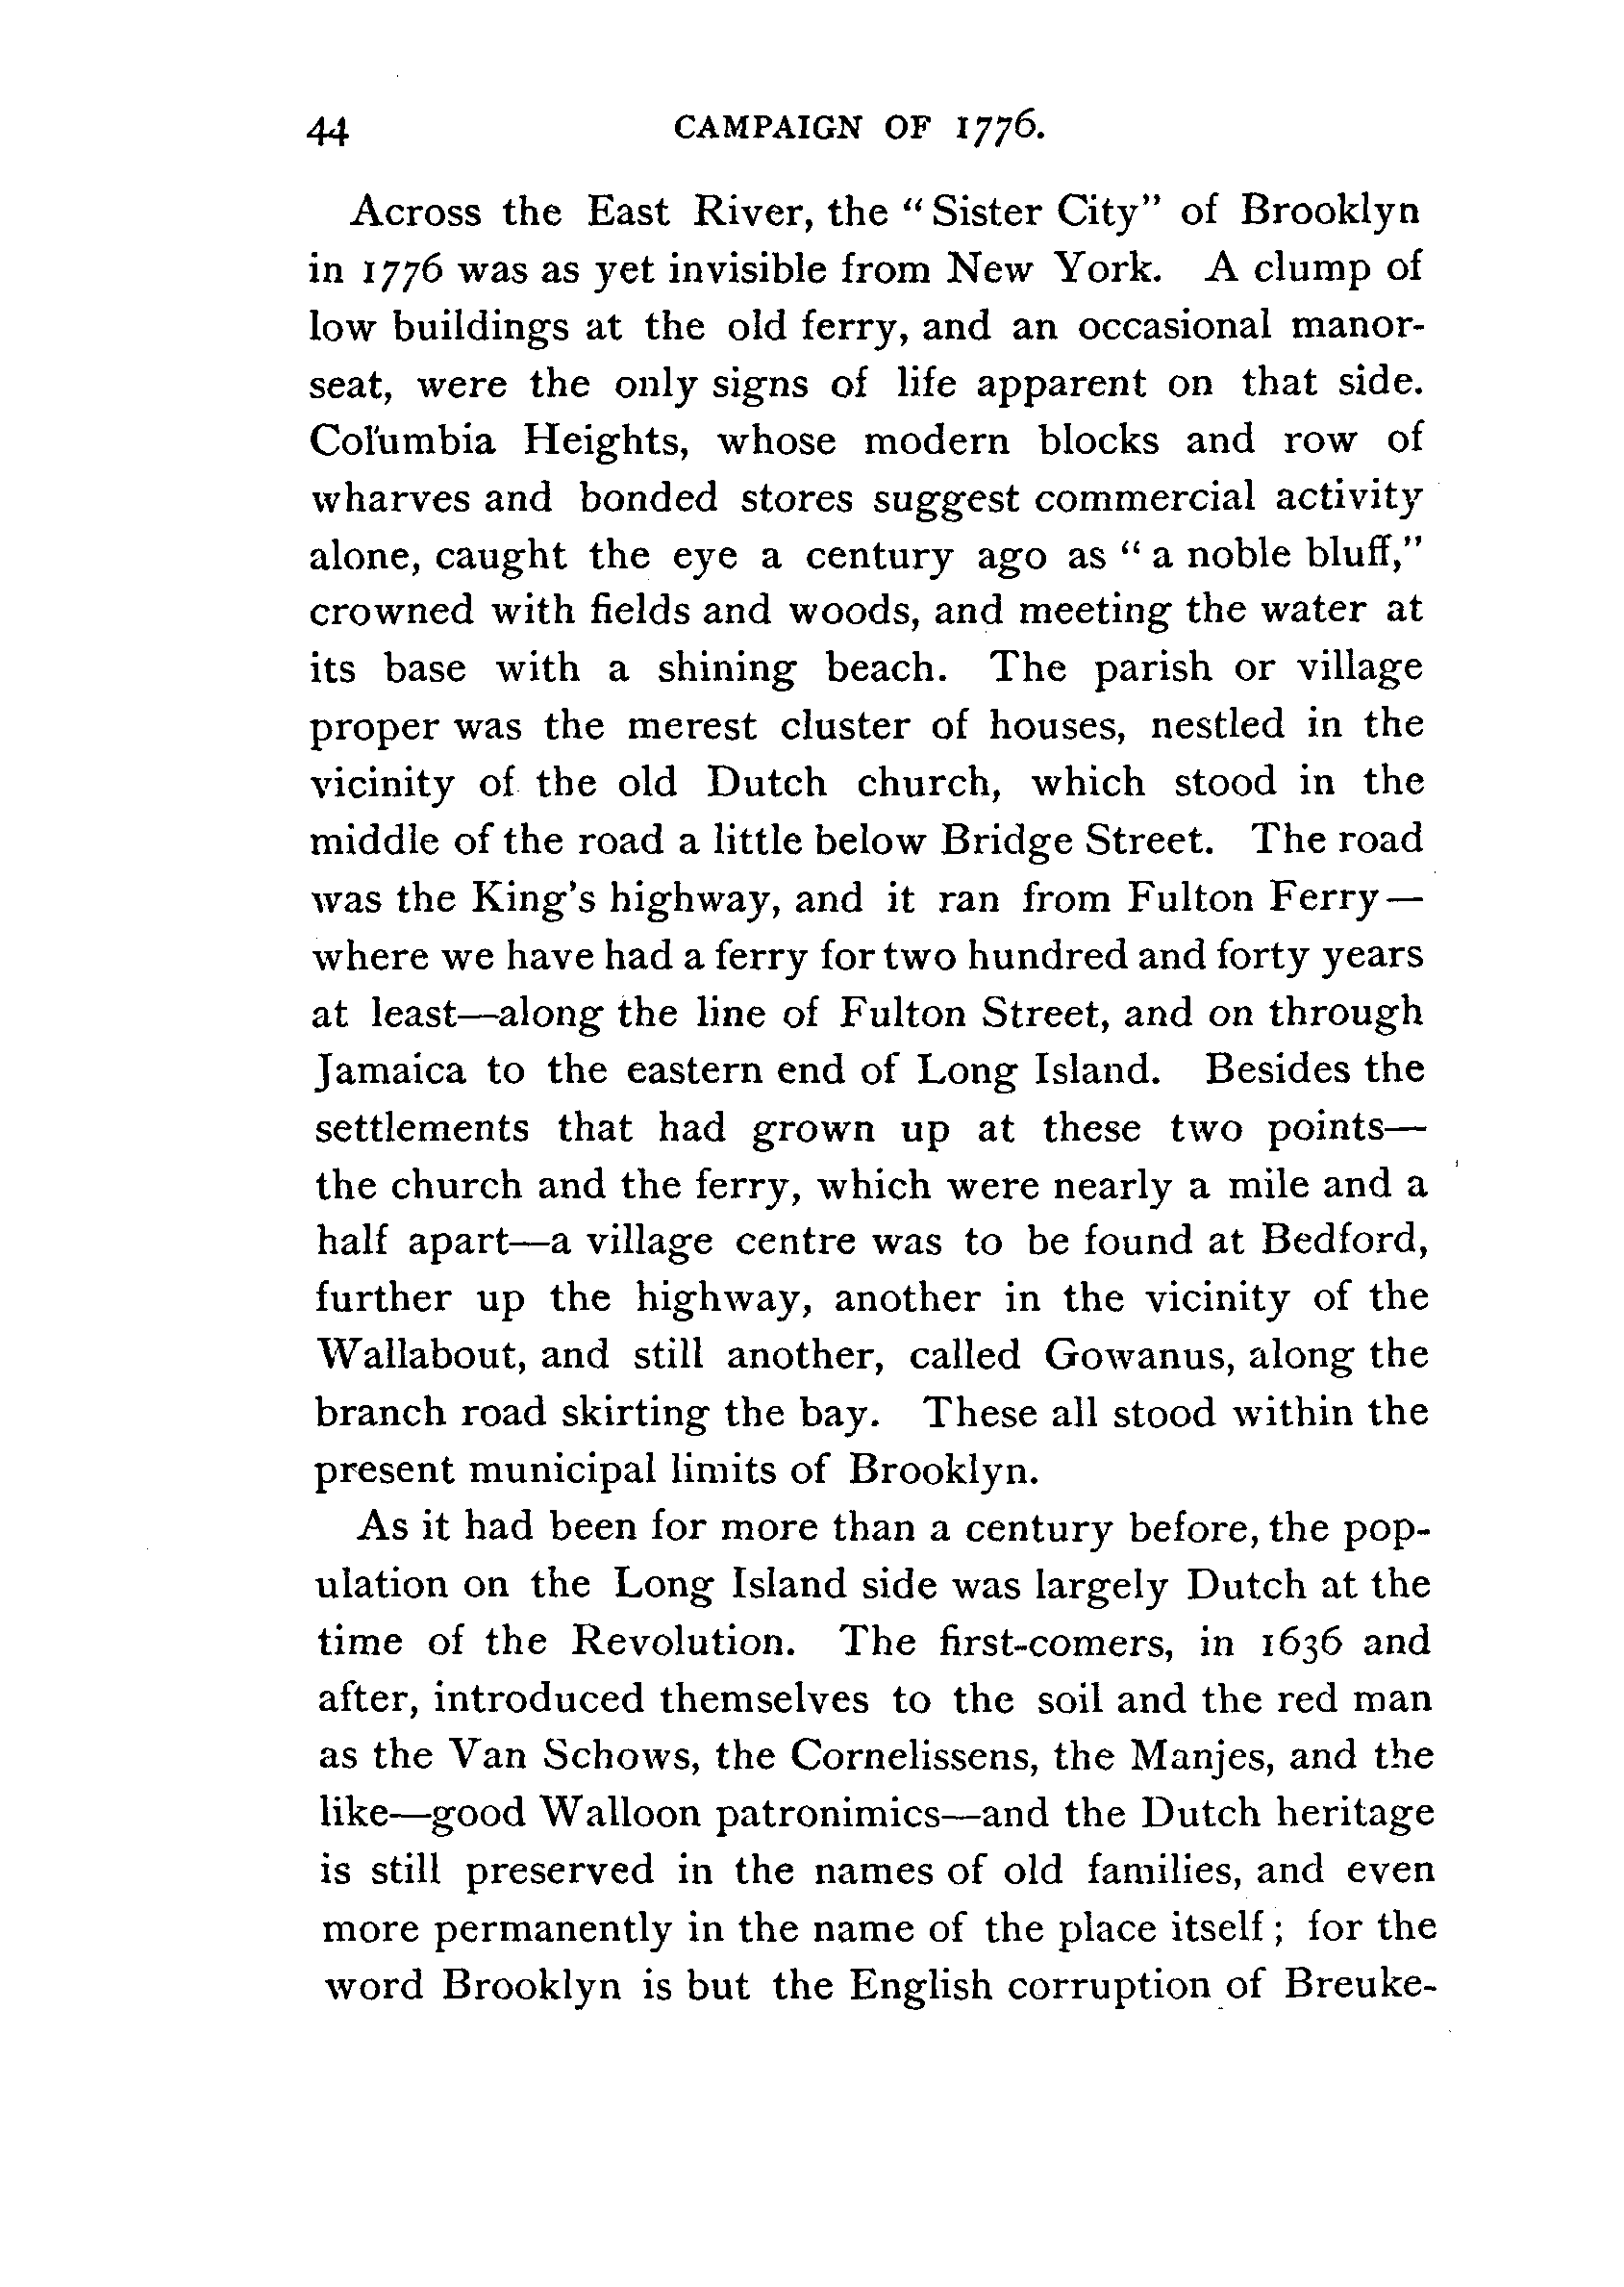 44 CAMPAIGN OF 1776.
Across the East River, the "Sister City" of Brooklyn
in 1776 was as yet invisible from New York. A clump of
low buildings at the old ferry, and an occasional manor-
seat, were the only signs of life apparent on that side.
Columbia Heights, whose modern blocks and row of
wharves and bonded stores suggest commercial activity
alone, caught the eye a century ago as "a noble bluff,"
crowned with fields and woods, and meeting the water at
its base with a shining beach. The parish or village
proper was the merest cluster of houses, nestled in the
vicinity of the old Dutch church, which stood in the
middle of the road a little below Bridge Street. The road
was the King's highway, and it ran from Fulton Ferry—
where we have had a ferry for two hundred and forty years
at least—along the line of Fulton Street, and on through
Jamaica to the eastern end of Long Island. Besides the
settlements that had grown up at these two points—
the church and the ferry, which were nearly a mile and a
half apart—a village centre was to be found at Bedford,
further up the highway, another in the vicinity of the
Wallabout, and still another, called Gowanus, along the
branch road skirting the bay. These all stood within the
present municipal limits of Brooklyn.
As it had been for more than a century before, the pop-
ulation on the Long Island side was largely Dutch at the
time of the Revolution. The first-comers, in 1636 and
after, introduced themselves to the soil and the red man
as the Van Schows, the Cornelissens, the Manjes, and the
like—good Walloon patronimics—and the Dutch heritage
is still preserved in the names of old families, and even
more permanently in the name of the place itself; for the
word Brooklyn is but the English corruption of Breuke-